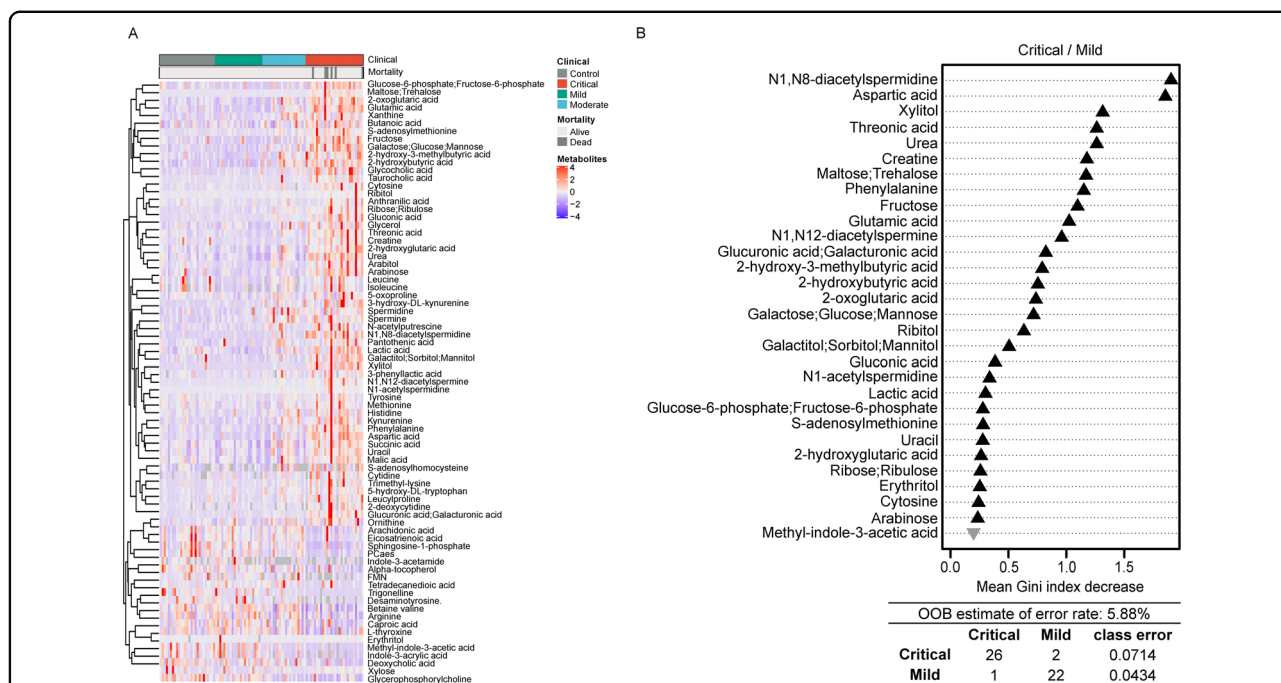 A
Clinical
Mortality
Glucose-6-phosphate;Fructose-6-phosphate
Maltose;Trehalose
2-oxoglutaric acid
Glutamic acid
Xanthine
Butanoic acid
S-adenosylmethionine
Fructose
Galactose;Glucose;Mannose
2-hydroxy-3-methylbutyric acid
2-hydroxybutyric acid
Glycocholic acid
Taurocholic acid
Cytosine
Ribitol
Anthranilic acid
Ribose;Ribulose
Gluconic acid
Glycerol
Threonic acid
Creatine
2-hydroxyglutaric acid
Urea
Arabitol
Arabinose
Leucine
Isoleucine
5-oxoproline
3-hydroxy-DL-kynurenine
Spermidine
Spermine
N-acetylputrescine
N1,N8-diacetylspermidine
Pantothenic acid
Lactic acid
Galactitol;Sorbitol;Mannitol
Xylitol
3-phenyllactic acid
N1,N12-diacetylspermine
N1-acetylspermidine
Tyrosine
Methionine
Histidine
Kynurenine
Phenylalanine
Aspartic acid
Succinic acid
Uracil
Malic acid
S-adenosylhomocysteine
Cytidine
Trimethyl-lysine
5-hydroxy-DL-tryptophan
Leucylproline
2-deoxycytidine
Glucuronic acid;Galacturonic acid
Ornithine
Arachidonic acid
Eicosatrienoic acid
Sphingosine-1-phosphate
PCaes
Indole-3-acetamide
Alpha-tocopherol
FMN
Tetradecanedioic acid
Trigonelline
Desaminotyrosine.
Betaine valine
Arginine
Caproic acid
L-thyroxine
Erythritol
Methyl-indole-3-acetic acid
Indole-3-acrylic acid
Deoxycholic acid
Xylose
Glycerophosphorylcholine
Clinical
Control
Critical
Mild
Moderate
Mortality
Alive
Dead
Metabolites
4
2
0
−2
−4
B
Critical / Mild
N1,N8-diacetylspermidine
Aspartic acid
Xylitol
Threonic acid
Urea
Creatine
Maltose;Trehalose
Phenylalanine
Fructose
Glutamic acid
N1,N12-diacetylspermine
Glucuronic acid;Galacturonic acid
2-hydroxy-3-methylbutyric acid
2-hydroxybutyric acid
2-oxoglutaric acid
Galactose;Glucose;Mannose
Ribitol
Galactitol;Sorbitol;Mannitol
Gluconic acid
N1-acetylspermidine
Lactic acid
Glucose-6-phosphate;Fructose-6-phosphate
S-adenosylmethionine
Uracil
2-hydroxyglutaric acid
Ribose;Ribulose
Erythritol
Cytosine
Arabinose
Methyl-indole-3-acetic acid
0.0 0.5 1.0 1.5
Mean Gini index decrease
OOB estimate of error rate: 5.88%
Critical Mild class error
Critical 26 2 0.0714
Mild 1 22 0.0434